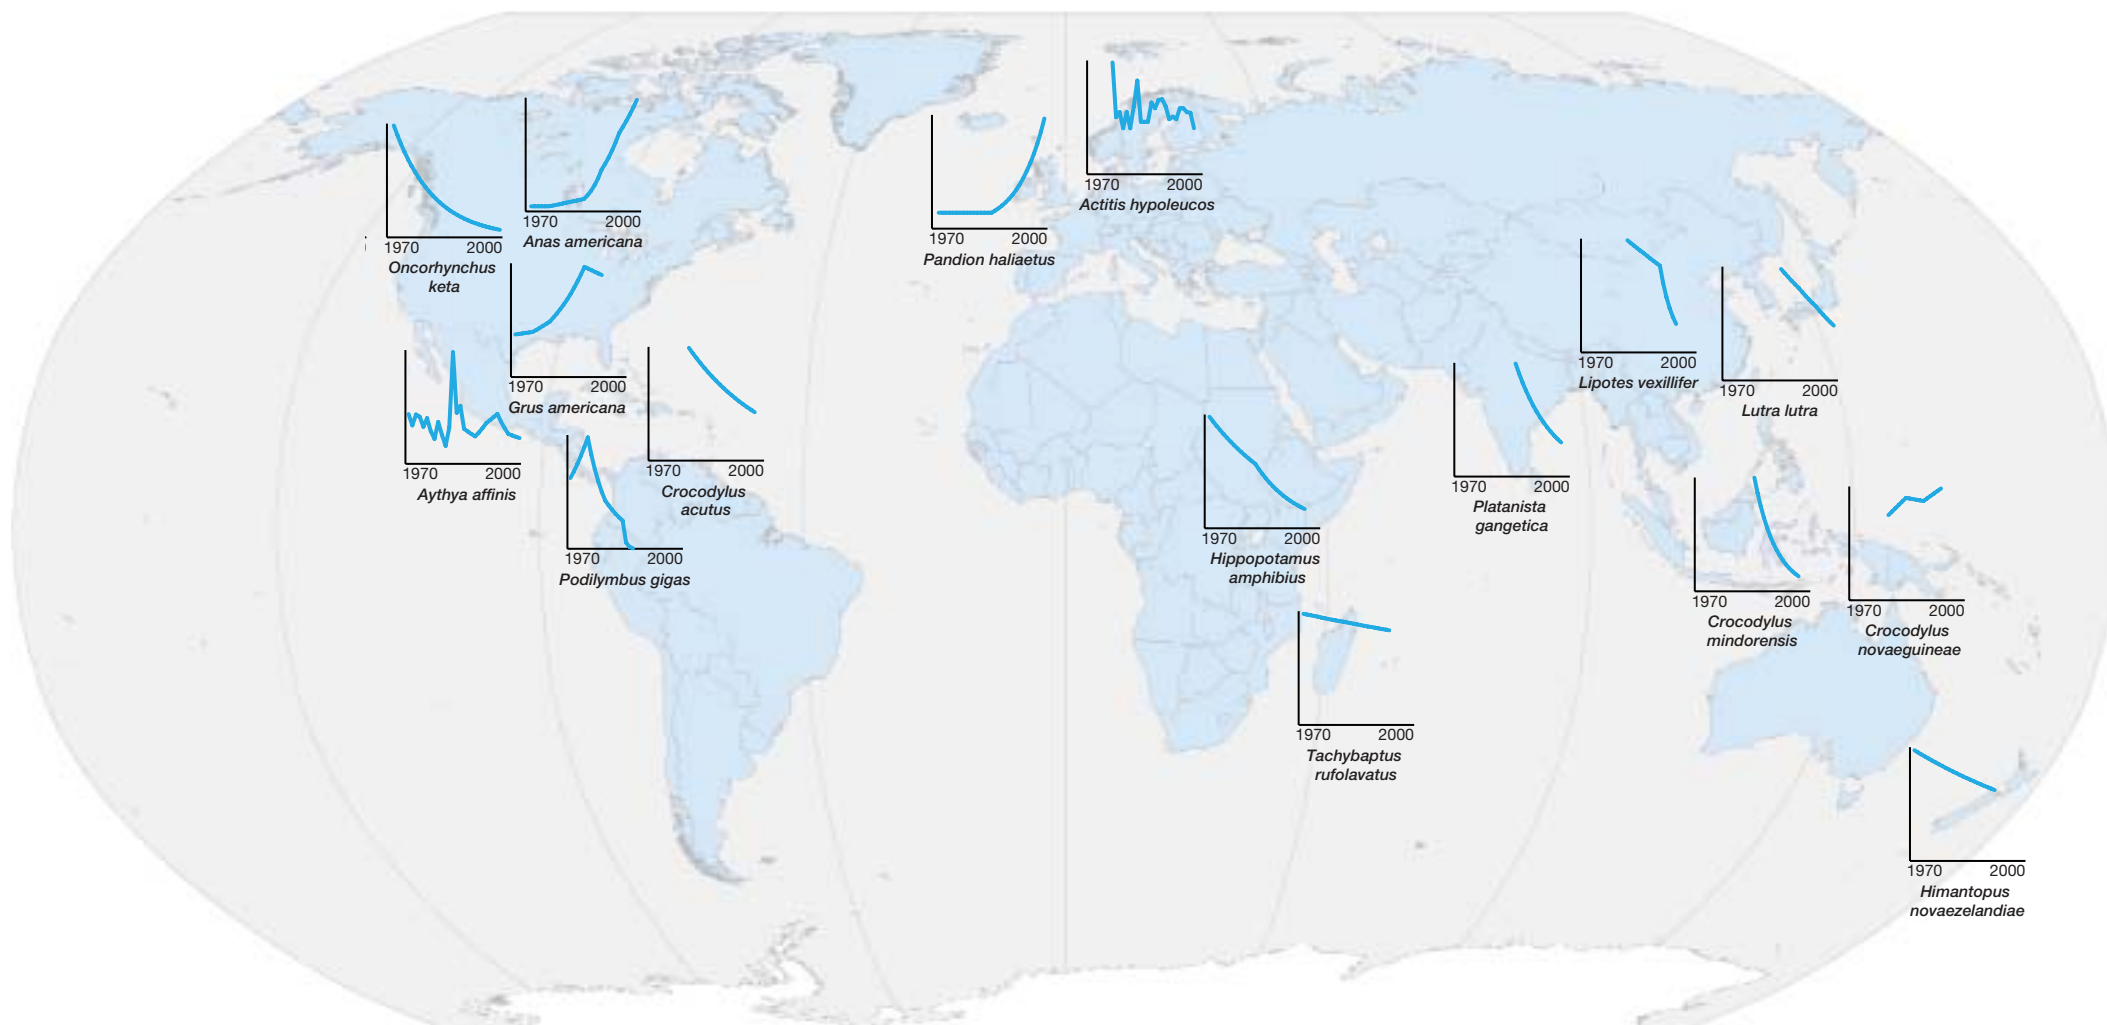 1970 2000
Actitis hypoleucos
1970 2000
Anas americana
1970 2000
Oncorhynchus
keta
1970 2000
Pandion haliaetus
1970 2000
Grus americana
1970 2000
Lipotes vexillifer
1970 2000
Lutra lutra
1970 2000
Aythya affinis
1970 2000
Crocodylus
acutus
1970 2000
Platanista
gangetica
1970 2000
Podilymbus gigas
1970 2000
Hippopotamus
amphibius
1970 2000
Crocodylus
mindorensis
1970 2000
Crocodylus
novaeguineae
1970 2000
Tachybaptus
rufolavatus
1970 2000
Himantopus
novaezelandiae